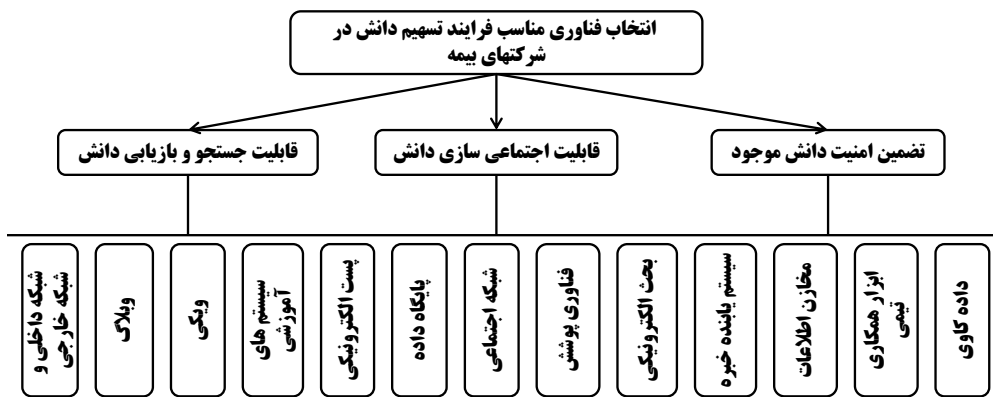 انتخاب فناوری مناسب فرایند تسهیم دانش در
شرکتهای بیمه
تضمین امنیت دانش موجود
قابلیت اجتماعی سازی دانش
قابلیت جستجو و بازیابی دانش
داده کاوی
ابزار همکاری
تیمی
مخازن اطلاعات
سیستم یابنده خبره
بحث الکترونیکی
فناوری پوشش
شبکه اجتماعی
پایگاه داده
پست الکترونیکی
سیستم های
آموزشی
ویکی
وبلاگ
شبکه داخلی و
شبکه خارجی